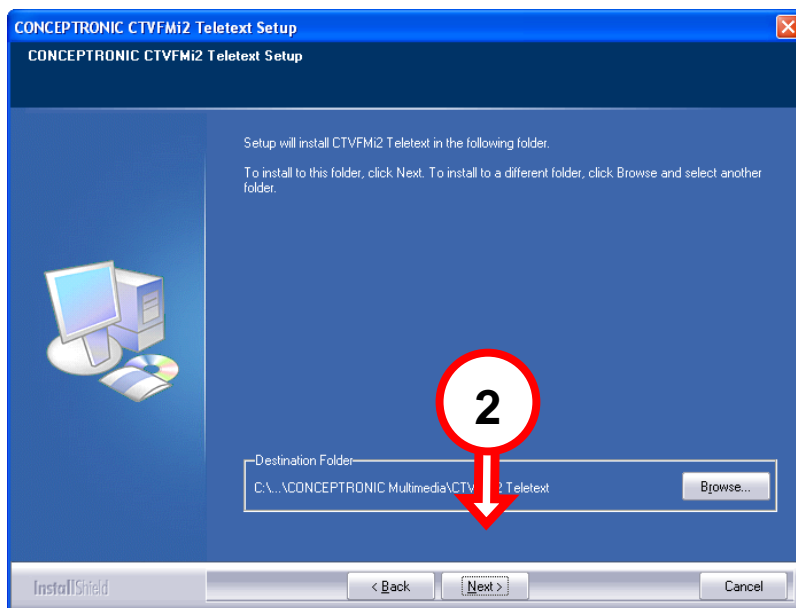 CONCEPTRONIC CTVFMi2 Teletext Setup
CONCEPTRONIC CTVFMi2 Teletext Setup
Setup will install CTVFMi2 Teletext in the following folder.
To install to this folder, click Next. To install to a different folder, click Browse and select another
folder.
2
Destination Folder
C:\...\CONCEPTRONIC Multimedia\CTV 2 Teletext
Browse...
InstallShield
< Back
Next >
Cancel